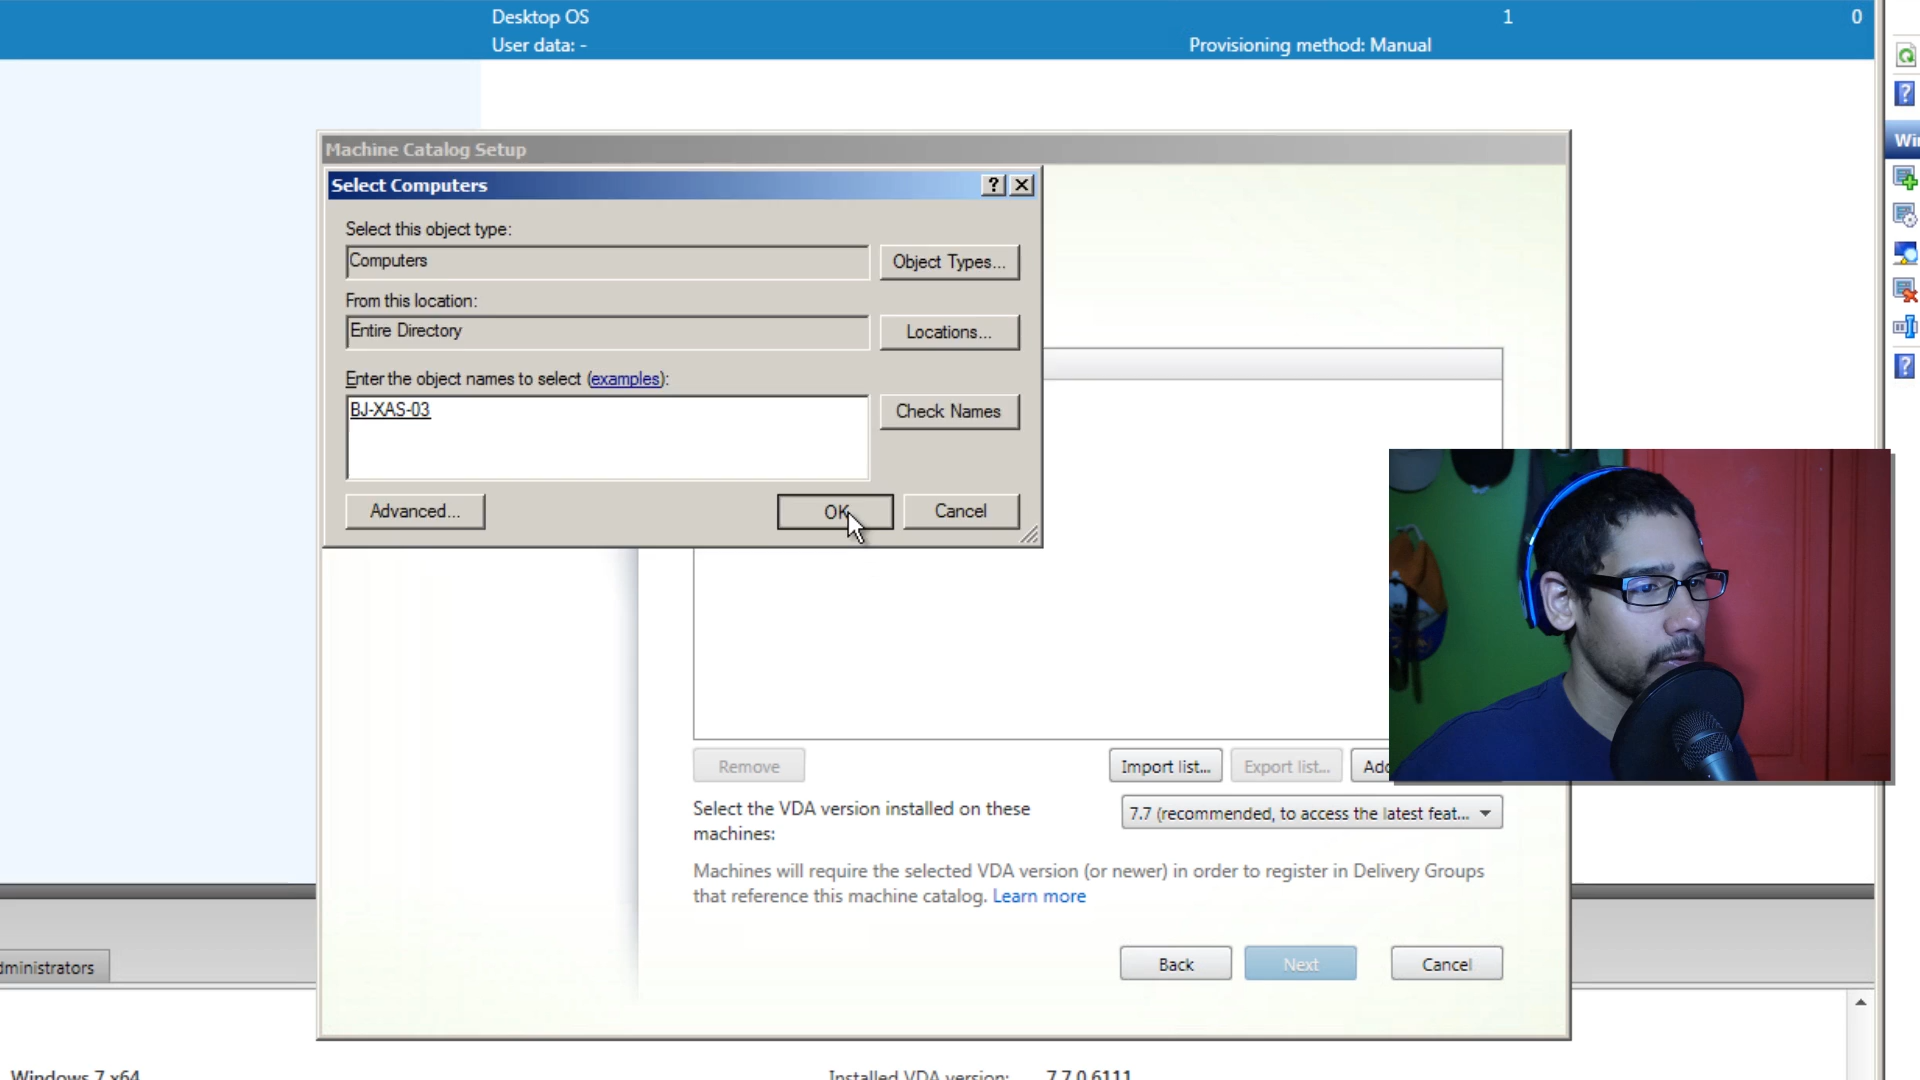 Desktop OS 1 0
User data: - Provisioning method: Manual
Machine Catalog Setup
Select Computers
Select this object type:
Computers
Object Types...
From this location:
Entire Directory
Locations...
Enter the object names to select (examples):
BJ-XAS-03
Check Names
Advanced...
OK
Cancel
Remove
Import list...
Export list...
Select the VDA version installed on these
machines:
7.7 (recommended, to access the latest feat...
Machines will require the selected VDA version (or newer) in order to register in Delivery Groups
that reference this machine catalog. Learn more
Back
Next
Cancel
dministrators
Windows 7 x64
Installed VDA version: 7.7.0.6111